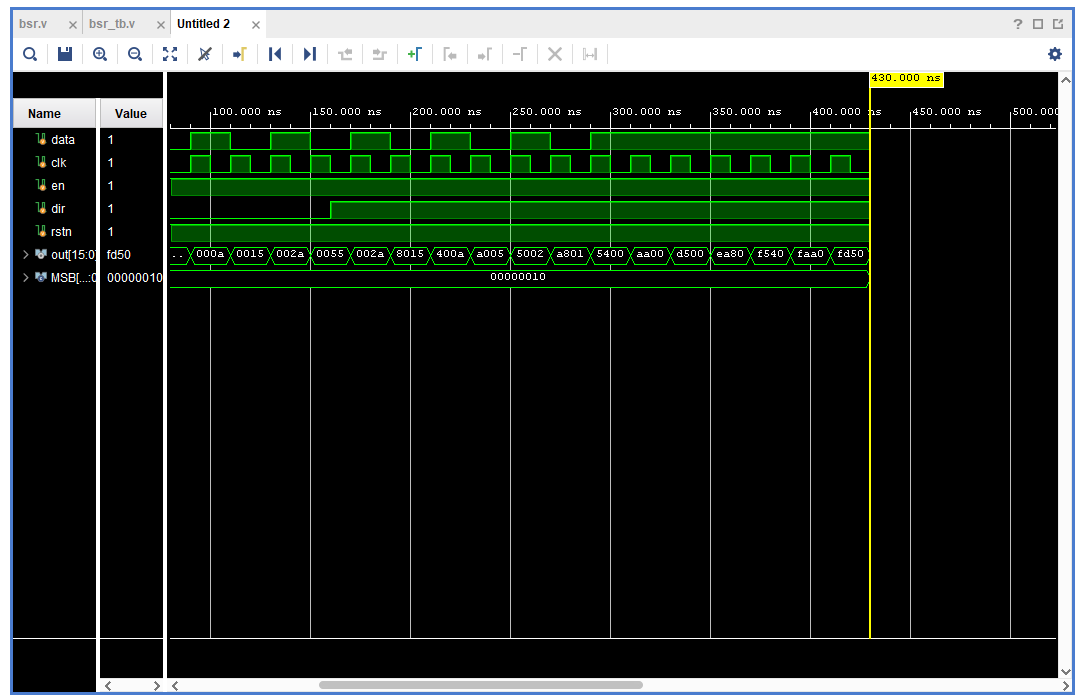 bsr.v × bsr_tb.v × Untitled 2 × ?
430.000 ns
Name Value 100.000 ns 150.000 ns 200.000 ns 250.000 ns 300.000 ns 350.000 ns 400.000 ns 450.000 ns 500.00
data 1
clk 1
en 1
dir 1
rstn 1
out[15:0] fd50 .. 000a 0015 002a 0055 002a 8015 400a a005 5002 a801 5400 aa00 d500 ea80 f540 faa0 fd50
MSB[...:0 00000010 00000010